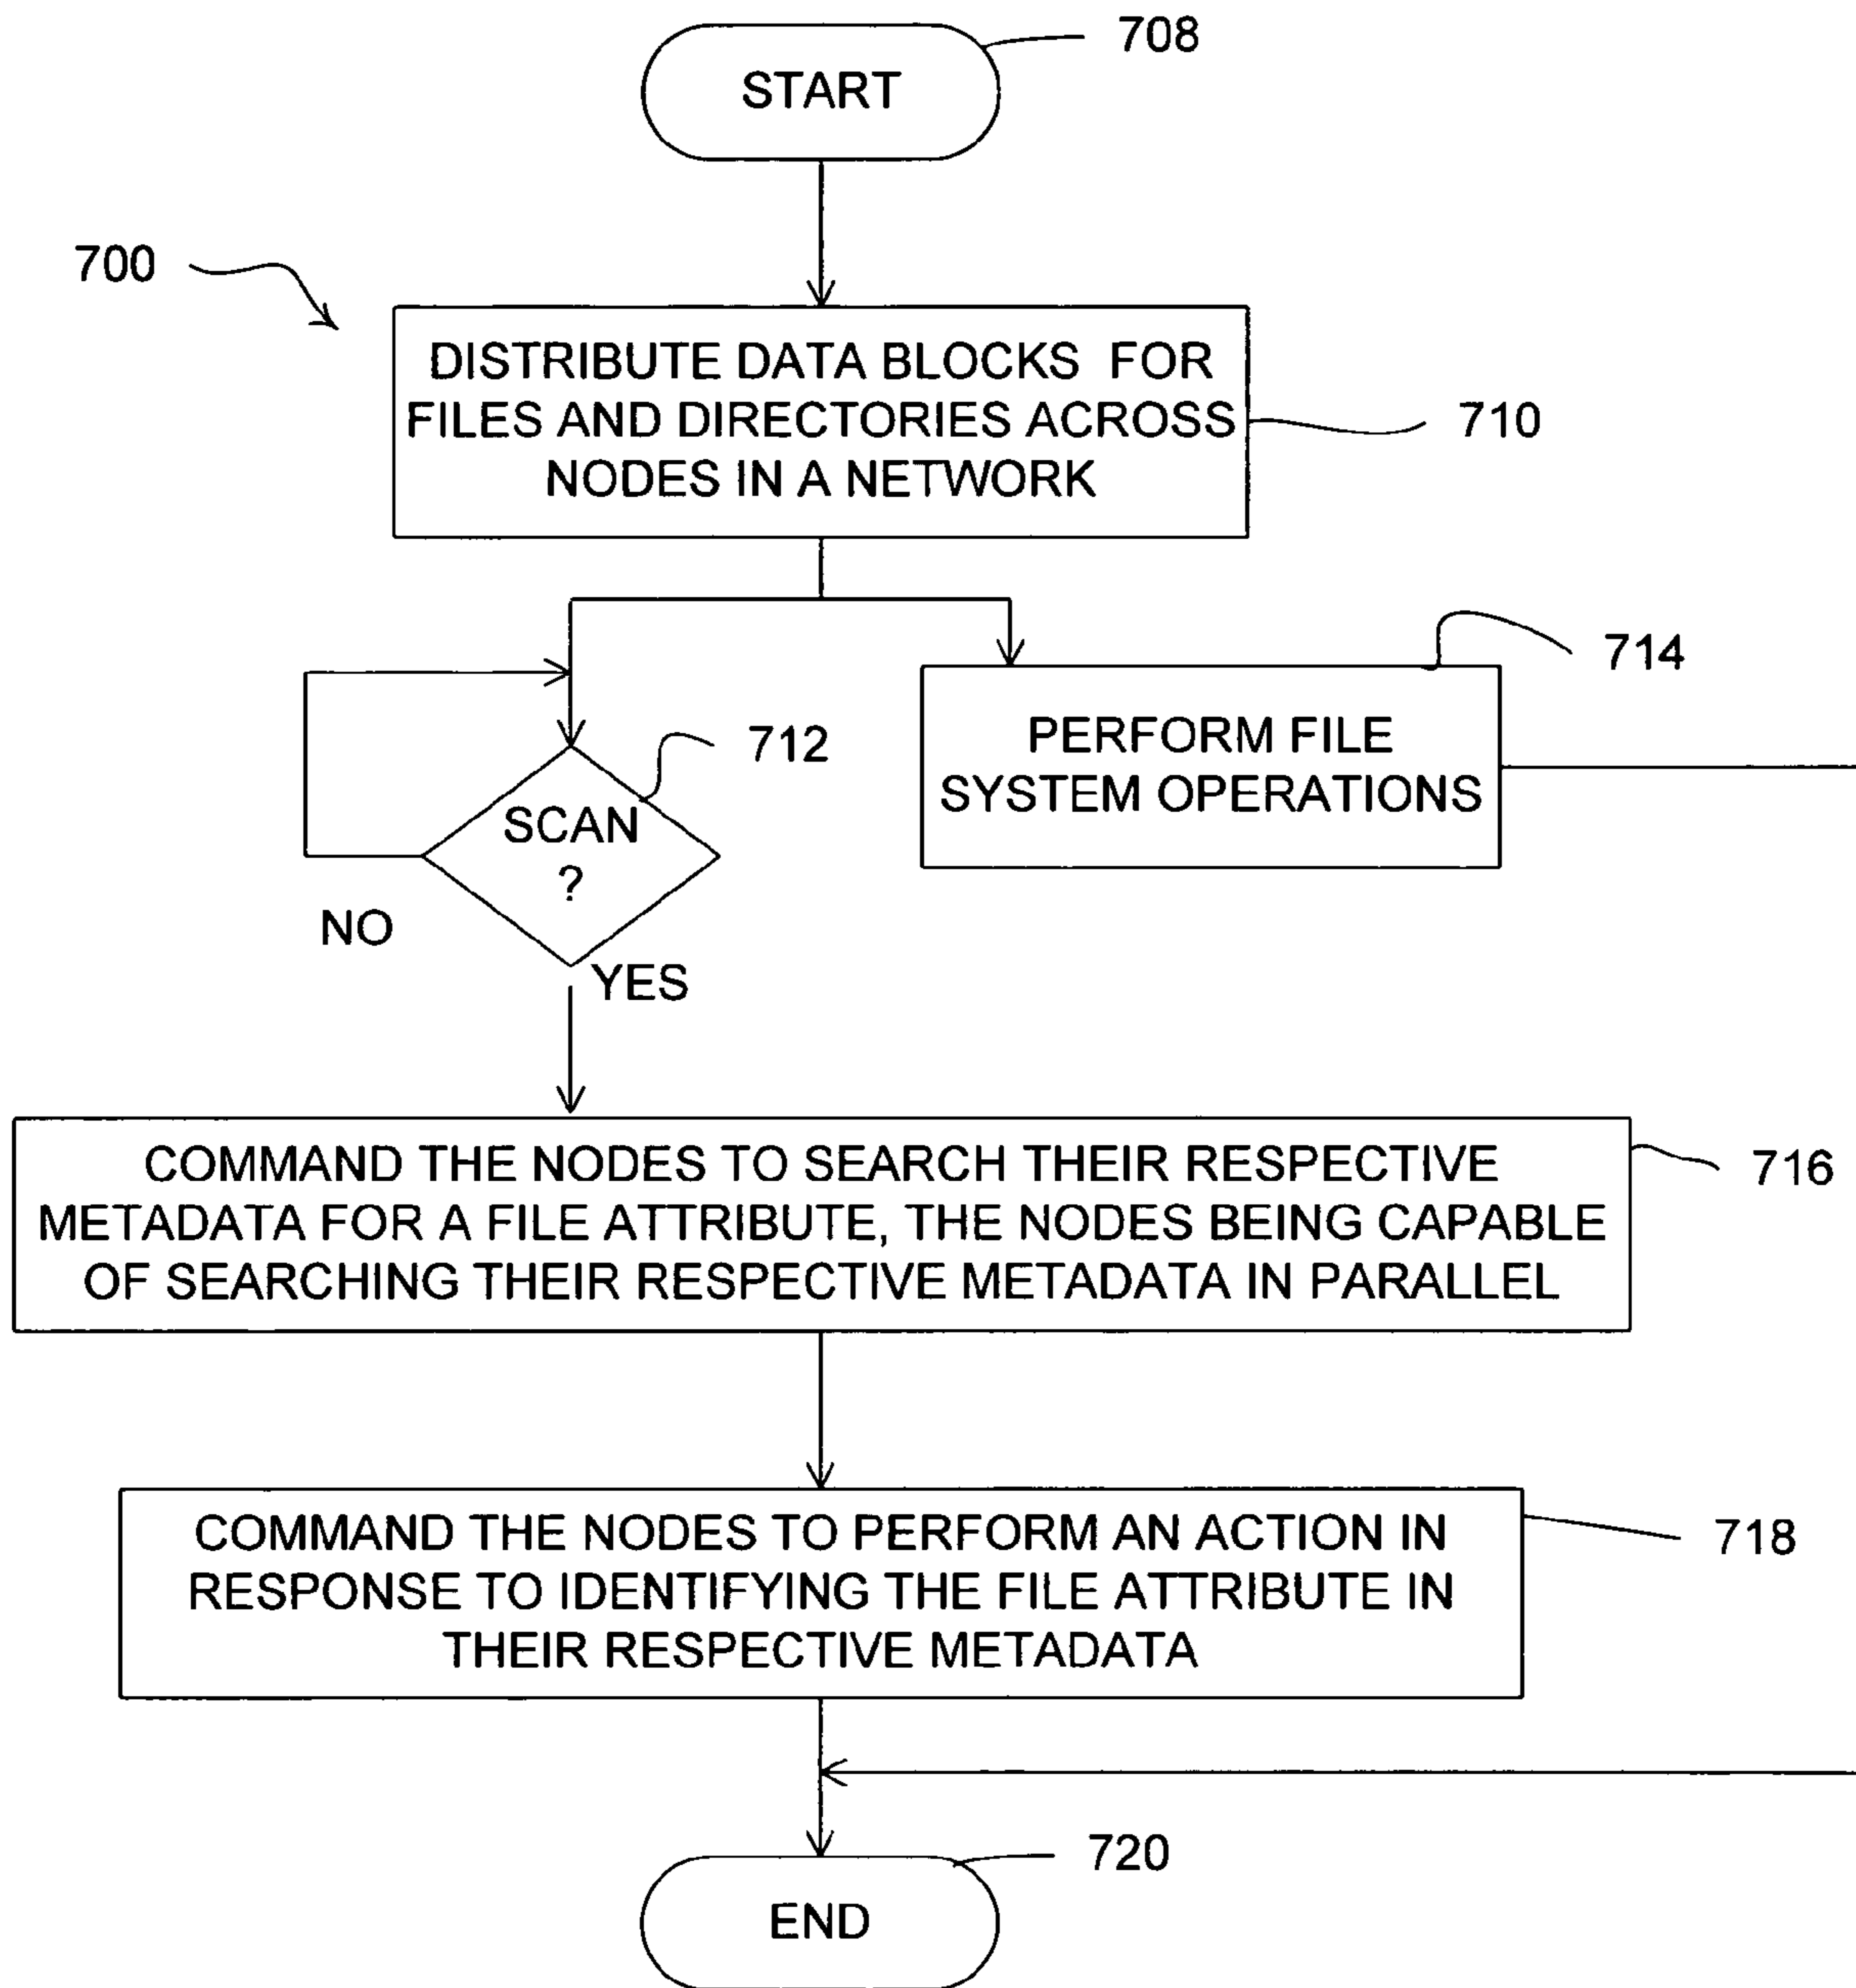 708
START
700
DISTRIBUTE DATA BLOCKS FOR
FILES AND DIRECTORIES ACROSS
NODES IN A NETWORK
710
714
PERFORM FILE
SYSTEM OPERATIONS
712
SCAN
?
NO
YES
COMMAND THE NODES TO SEARCH THEIR RESPECTIVE
METADATA FOR A FILE ATTRIBUTE, THE NODES BEING CAPABLE
OF SEARCHING THEIR RESPECTIVE METADATA IN PARALLEL
716
COMMAND THE NODES TO PERFORM AN ACTION IN
RESPONSE TO IDENTIFYING THE FILE ATTRIBUTE IN
THEIR RESPECTIVE METADATA
718
720
END